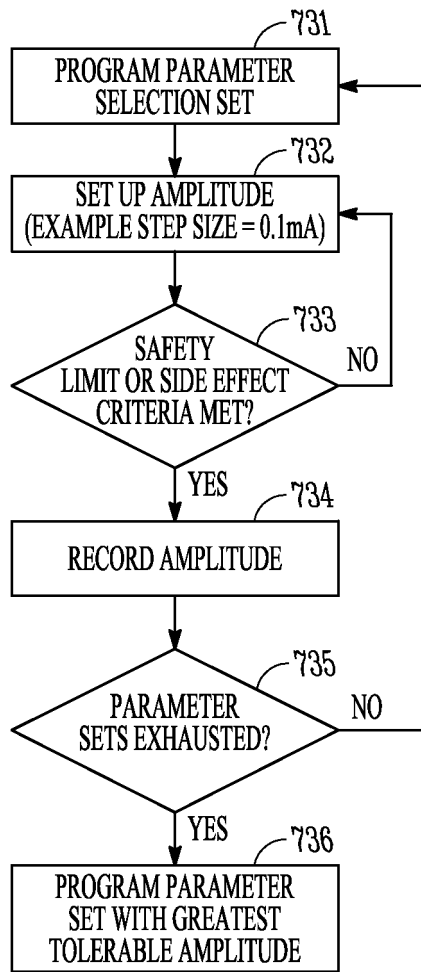 731
PROGRAM PARAMETER
SELECTION SET
732
SET UP AMPLITUDE
(EXAMPLE STEP SIZE = 0.1mA)
733
SAFETY
LIMIT OR SIDE EFFECT
CRITERIA MET?
NO
YES
734
RECORD AMPLITUDE
735
PARAMETER
SETS EXHAUSTED?
NO
YES
736
PROGRAM PARAMETER
SET WITH GREATEST
TOLERABLE AMPLITUDE